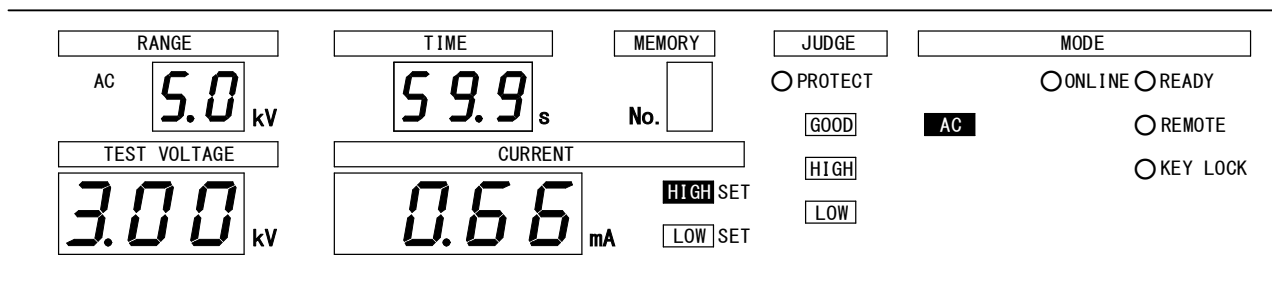 RANGE TIME MEMORY JUDGE MODE
AC 5.0 kV 59.9 s No. PROTECT ONLINE READY
GOOD AC REMOTE
TEST VOLTAGE CURRENT HIGH KEY LOCK
3.00 kV 0.66 mA HIGH SET LOW
LOW SET